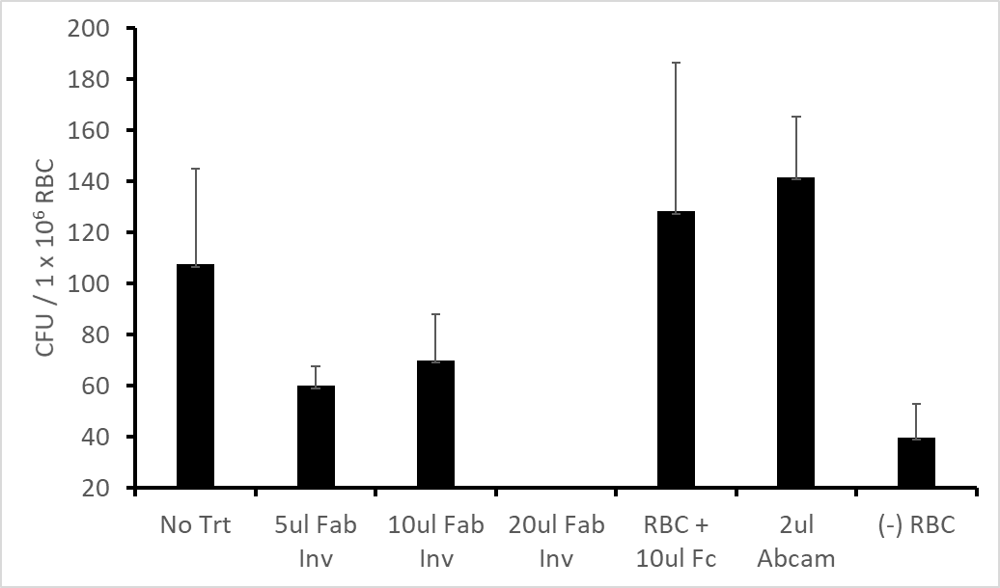 200
180
160
140
120
100
80
60
40
20
CFU / 1 x 10⁶ RBC
No Trt
5ul Fab
Inv
10ul Fab
Inv
20ul Fab
Inv
RBC +
10ul Fc
2ul
Abcam
(-) RBC